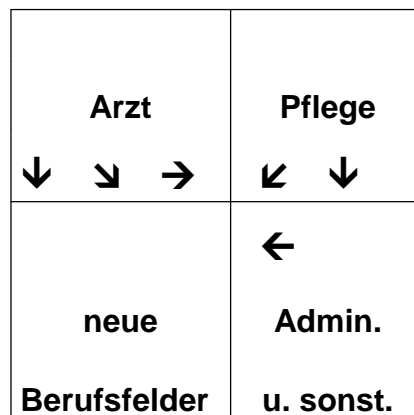 Arzt
Pflege
neue
Berufsfelder
Admin.
u. sonst.